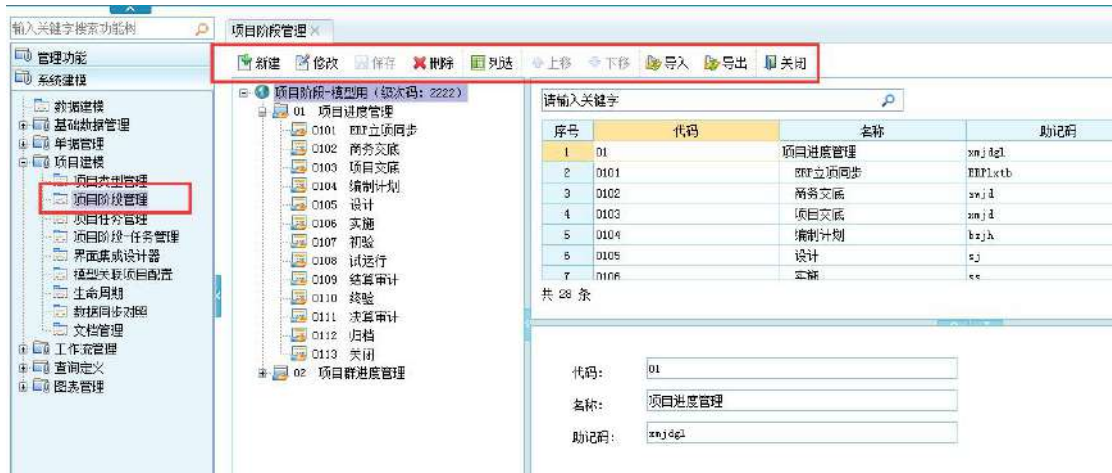 输入关键字搜索功能树
项目阶段管理
管理功能
系统建模
数据建模
基础数据管理
单据管理
项目建模
项目类型管理
项目阶段管理
项目任务管理
项目阶段-任务管理
界面集成设计器
模型关联项目配置
生命周期
数据同步对照
文档管理
工作流管理
查询定义
图表管理
新建 修改 保存 删除 列选 上移 下移 导入 导出 关闭
项目阶段-模型用（级次码：2222）
01 项目进度管理
0101 ERP立项同步
0102 商务交底
0103 项目交底
0104 编制计划
0105 设计
0106 实施
0107 初验
0108 试运行
0109 结算审计
0110 终验
0111 决算审计
0112 归档
0113 关闭
02 项目群进度管理
请输入关键字
序号 代码 名称 助记码
1 01 项目进度管理 xmjdgl
2 0101 ERP立项同步 ERPlxtb
3 0102 商务交底 swjd
4 0103 项目交底 xmjd
5 0104 编制计划 bzjh
6 0105 设计 sj
7 0106 实施 ss
共 28 条
代码： 01
名称： 项目进度管理
助记码： xmjdgl